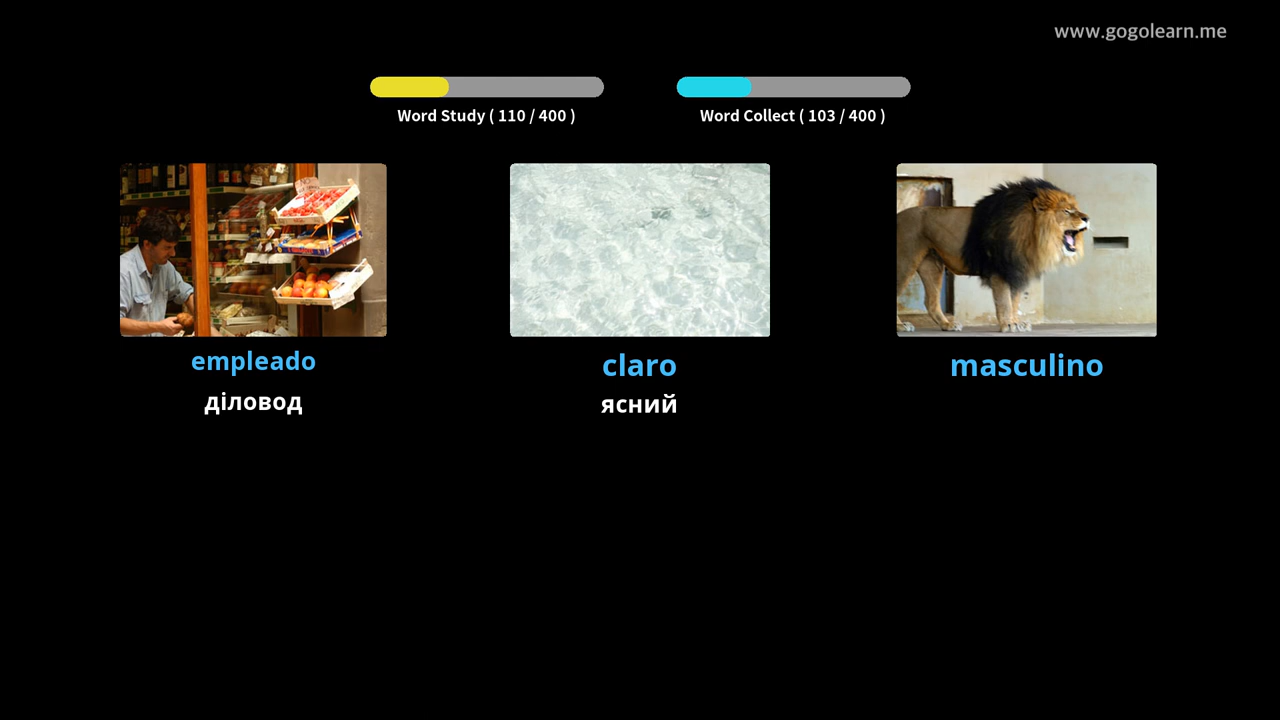 www.gogolearn.me
Word Study ( 110 / 400 )
Word Collect ( 103 / 400 )
empleado
діловод
claro
ясний
masculino